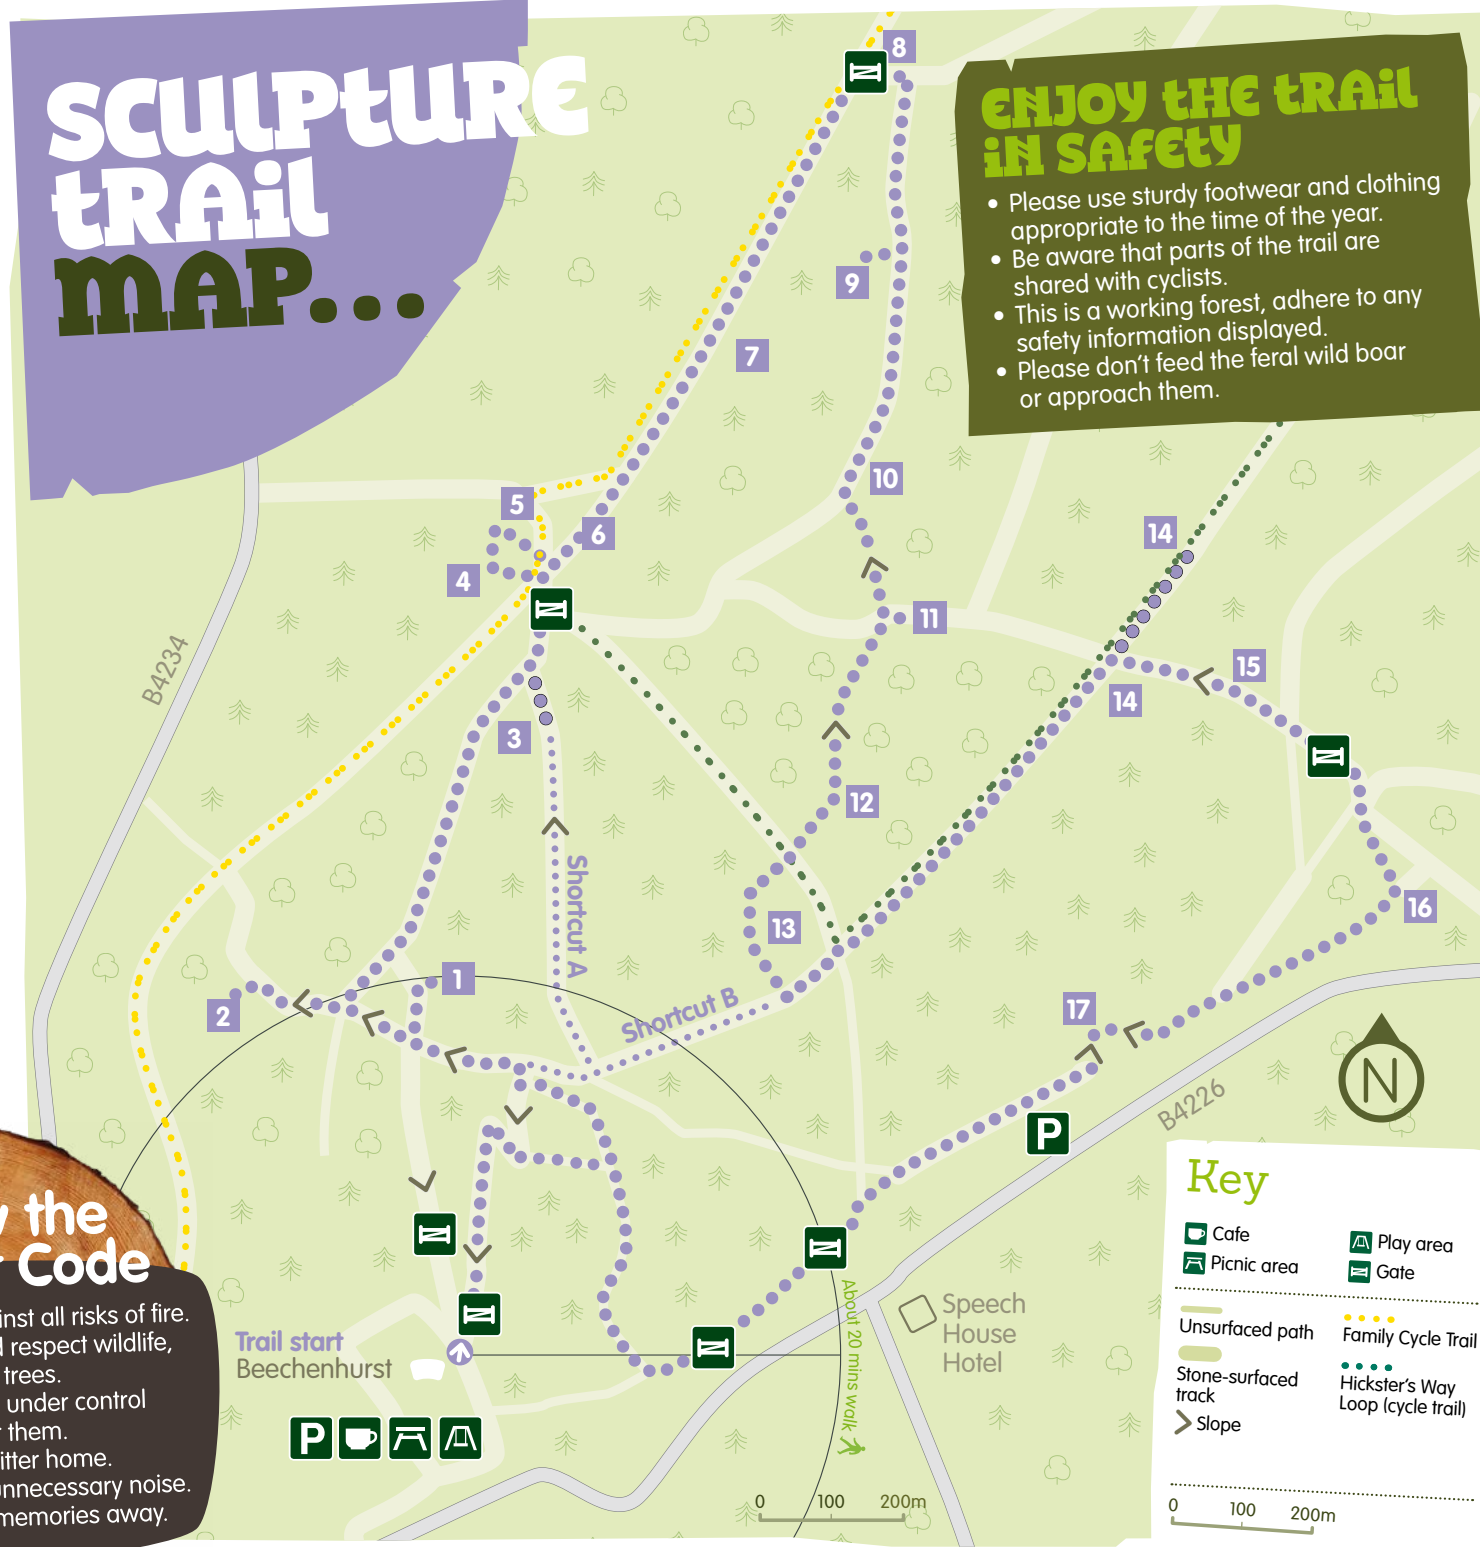 SCULPTURE
TRAIL
MAP...
ENJOY THE TRAIL
IN SAFETY
• Please use sturdy footwear and clothing
appropriate to the time of the year.
• Be aware that parts of the trail are
shared with cyclists.
• This is a working forest, adhere to any
safety information displayed.
• Please don't feed the feral wild boar
or approach them.
8
9
7
10
5
6
4
14
11
15
14
3
12
B4234
Shortcut A
13
16
1
2
Shortcut B
17
N
B4226
P
the
Code
inst all risks of fire.
respect wildlife,
trees.
under control
them.
itter home.
nnecessary noise.
memories away.
Trail start
Beechenhurst
P
Speech
House
Hotel
About 20 mins walk
0 100 200m
Key
Cafe
Play area
Picnic area
Gate
Unsurfaced path
Family Cycle Trail
Stone-surfaced
track
Hickster's Way
Loop (cycle trail)
Slope
0 100 200m